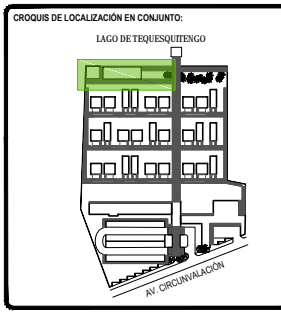 CROQUIS DE LOCALIZACIÓN EN CONJUNTO:
LAGO DE TEQUESQUITENGO
AV. CIRCUNVALACIÓN